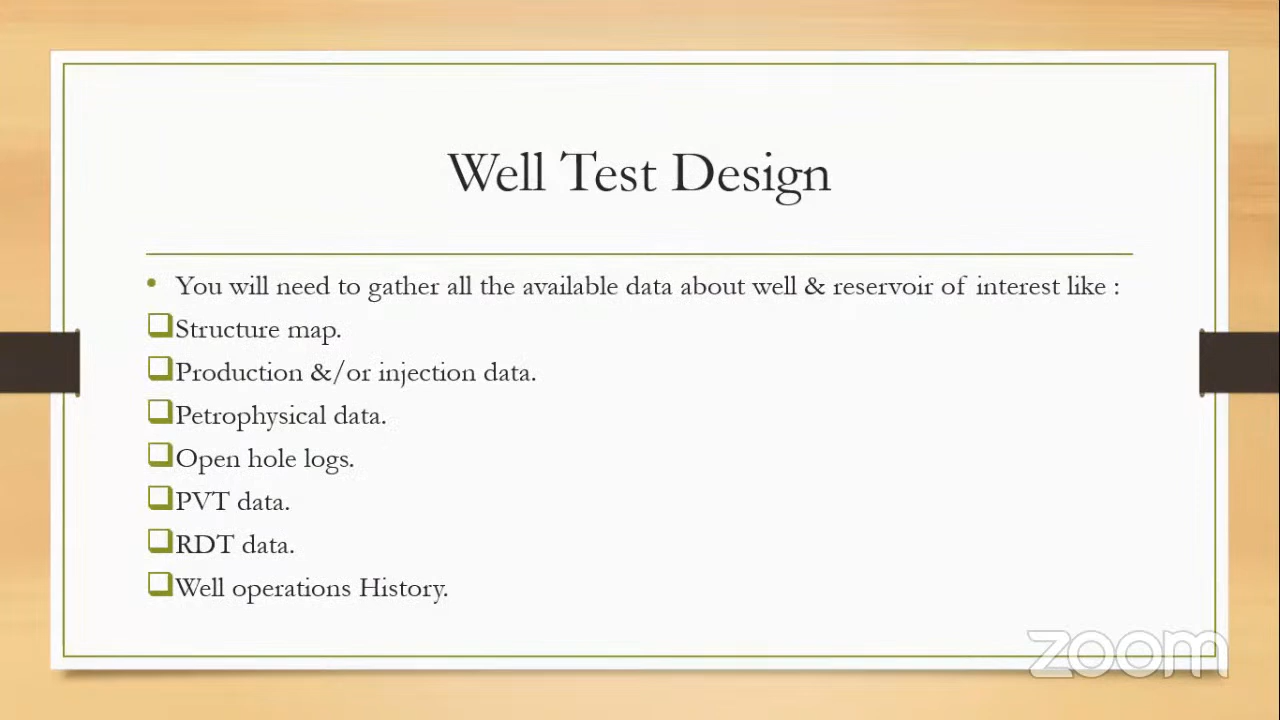 Well Test Design
• You will need to gather all the available data about well & reservoir of interest like :
❑Structure map.
❑Production &/or injection data.
❑Petrophysical data.
❑Open hole logs.
❑PVT data.
❑RDT data.
❑Well operations History.
zoom